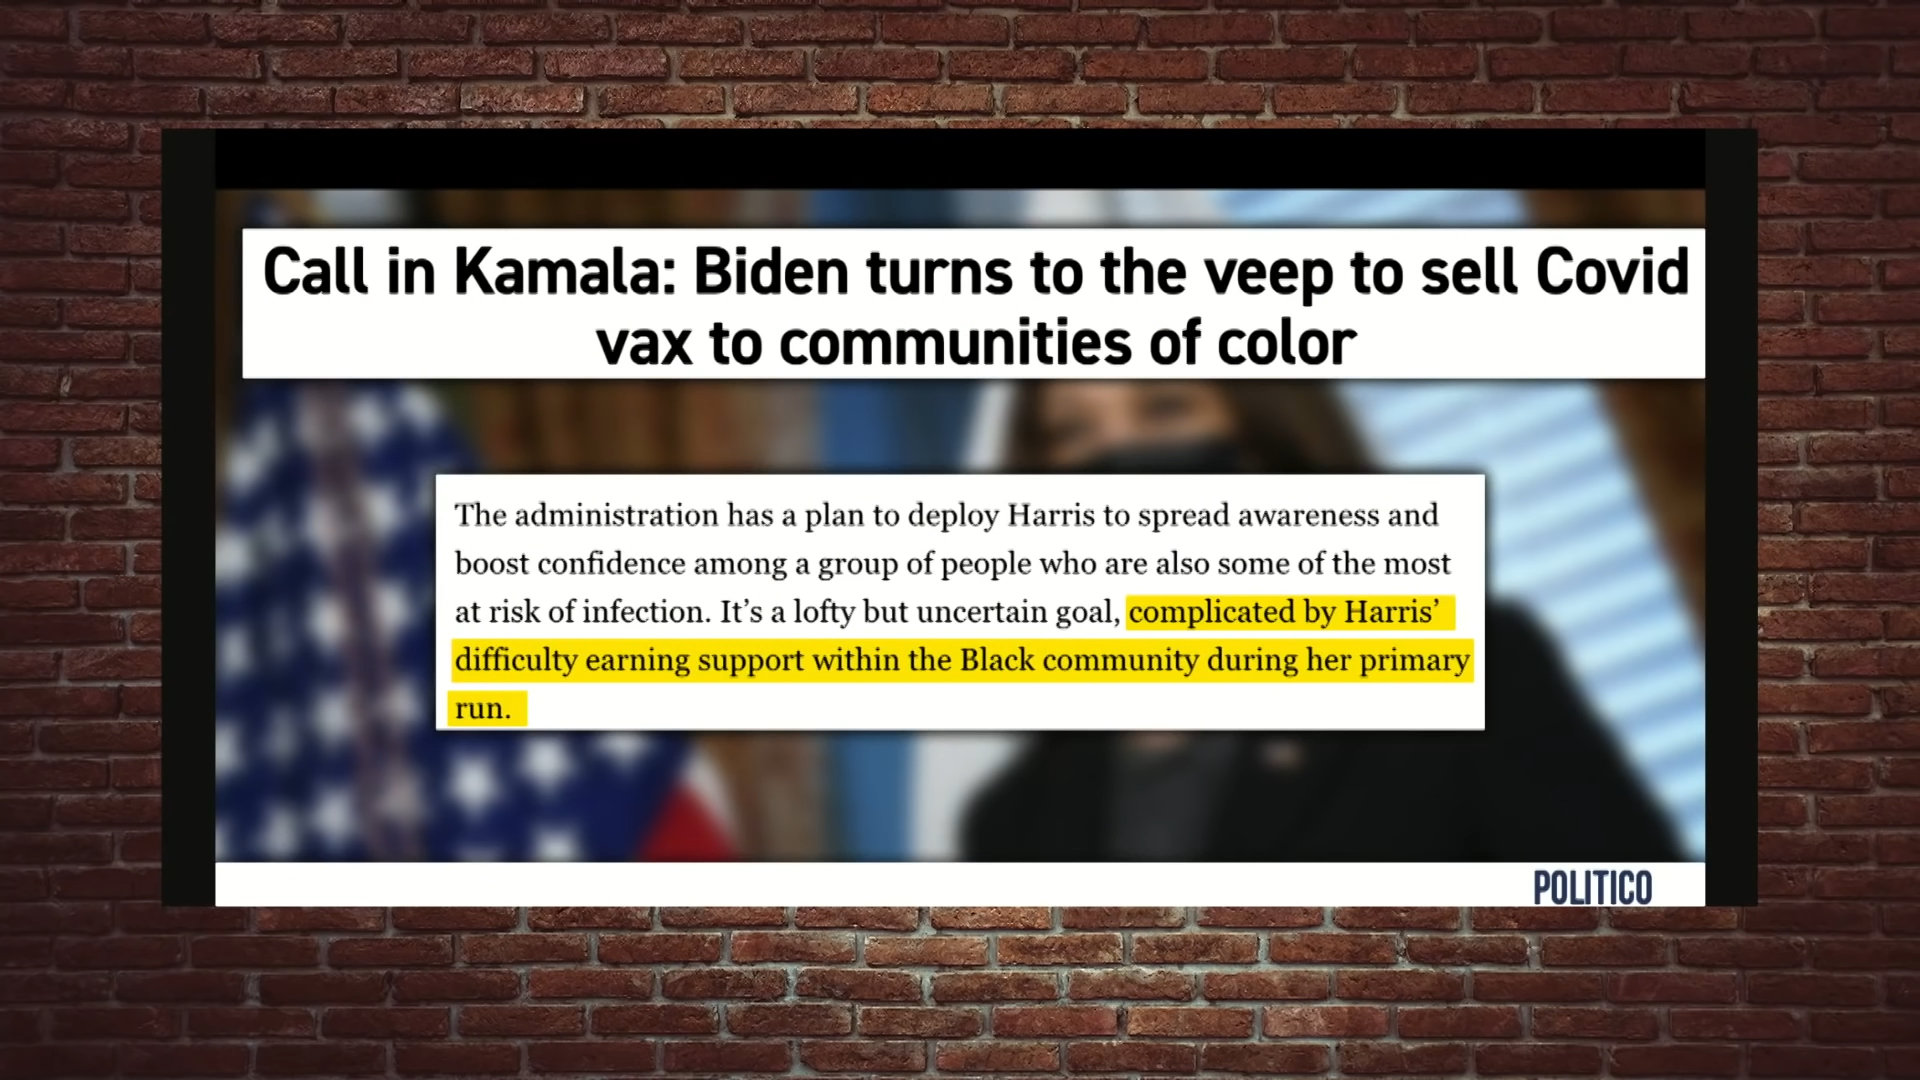 Call in Kamala: Biden turns to the veep to sell Covid
vax to communities of color
The administration has a plan to deploy Harris to spread awareness and
boost confidence among a group of people who are also some of the most
at risk of infection. It’s a lofty but uncertain goal, complicated by Harris’
difficulty earning support within the Black community during her primary
run.
POLITICO